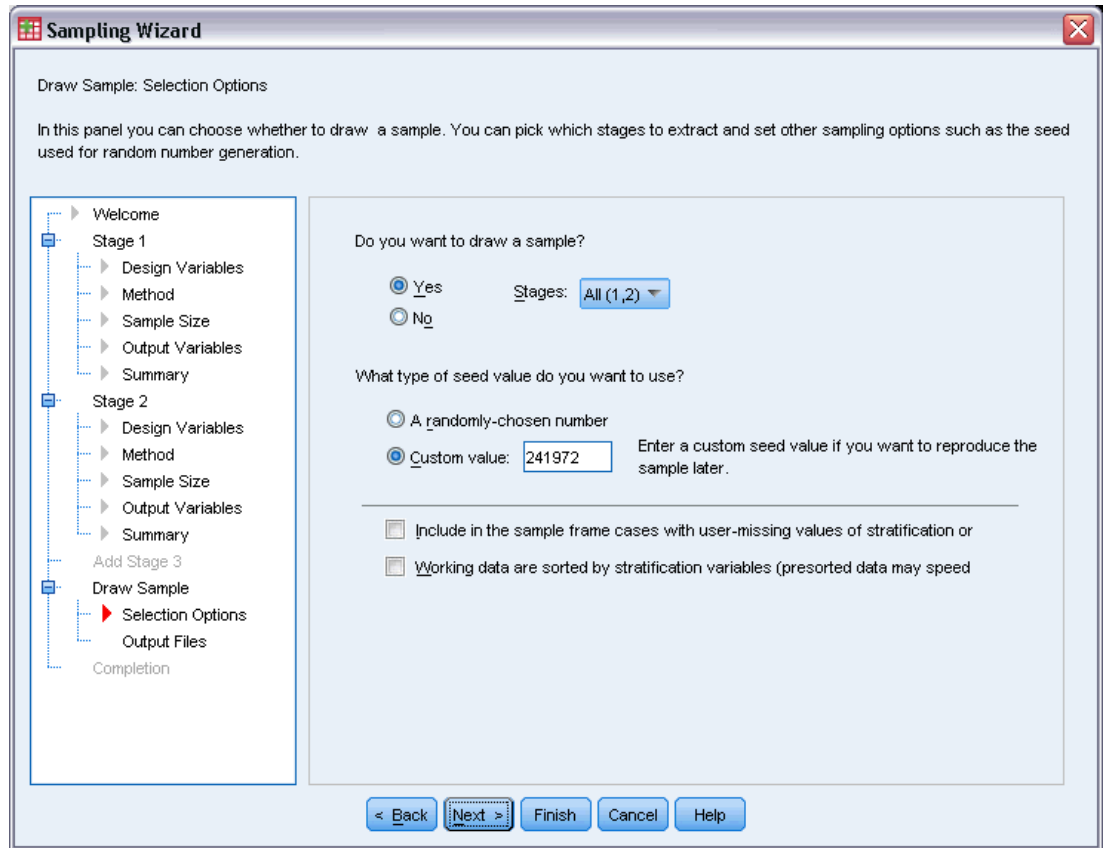 Sampling Wizard
Draw Sample: Selection Options
In this panel you can choose whether to draw a sample. You can pick which stages to extract and set other sampling options such as the seed
used for random number generation.
Welcome
Stage 1
Design Variables
Method
Sample Size
Output Variables
Summary
Stage 2
Design Variables
Method
Sample Size
Output Variables
Summary
Add Stage 3
Draw Sample
Selection Options
Output Files
Completion
Do you want to draw a sample?
Yes
Stages: All (1,2)
No
What type of seed value do you want to use?
A randomly-chosen number
Custom value: 241972
Enter a custom seed value if you want to reproduce the
sample later.
Include in the sample frame cases with user-missing values of stratification or
Working data are sorted by stratification variables (presorted data may speed
< Back
Next >
Finish
Cancel
Help